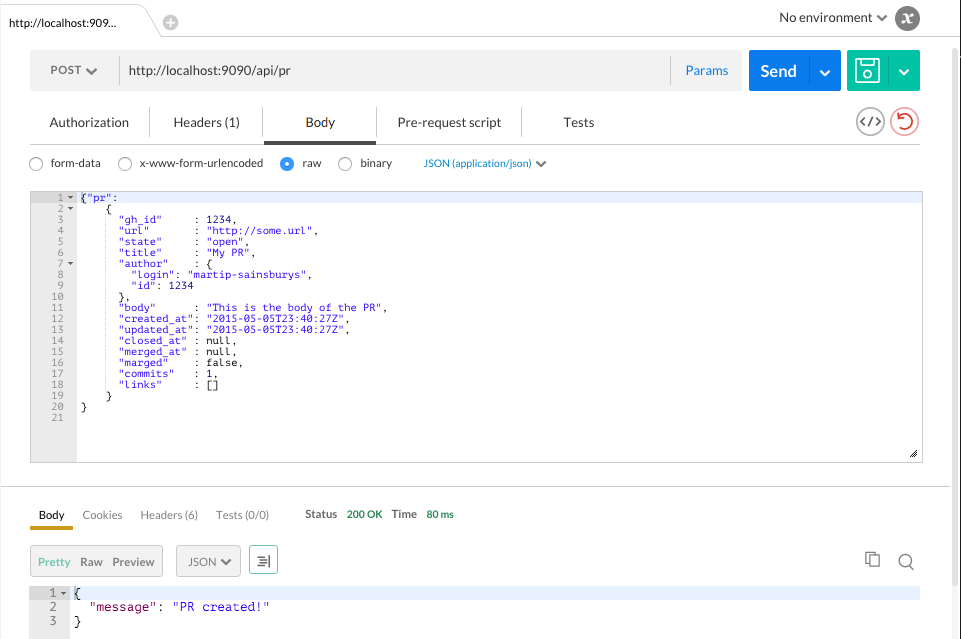 http://localhost:909...
No environment
x
POST http://localhost:9090/api/pr Params Send
Authorization Headers (1) Body Pre-request script Tests
form-data x-www-form-urlencoded raw binary JSON (application/json)
1 {"pr":
2 {
3 "gh_id" : 1234,
4 "url" : "http://some.url",
5 "state" : "open",
6 "title" : "My PR",
7 "author" : {
8 "login": "martip-sainsburys",
9 "id": 1234
10 },
11 "body" : "This is the body of the PR",
12 "created_at": "2015-05-05T23:40:27Z",
13 "updated_at": "2015-05-05T23:40:27Z",
14 "closed_at" : null,
15 "merged_at" : null,
16 "marged" : false,
17 "commits" : 1,
18 "links" : []
19 }
20 }
21
Body Cookies Headers (6) Tests (0/0) Status 200 OK Time 80 ms
Pretty Raw Preview JSON
1 {
2 "message": "PR created!"
3 }